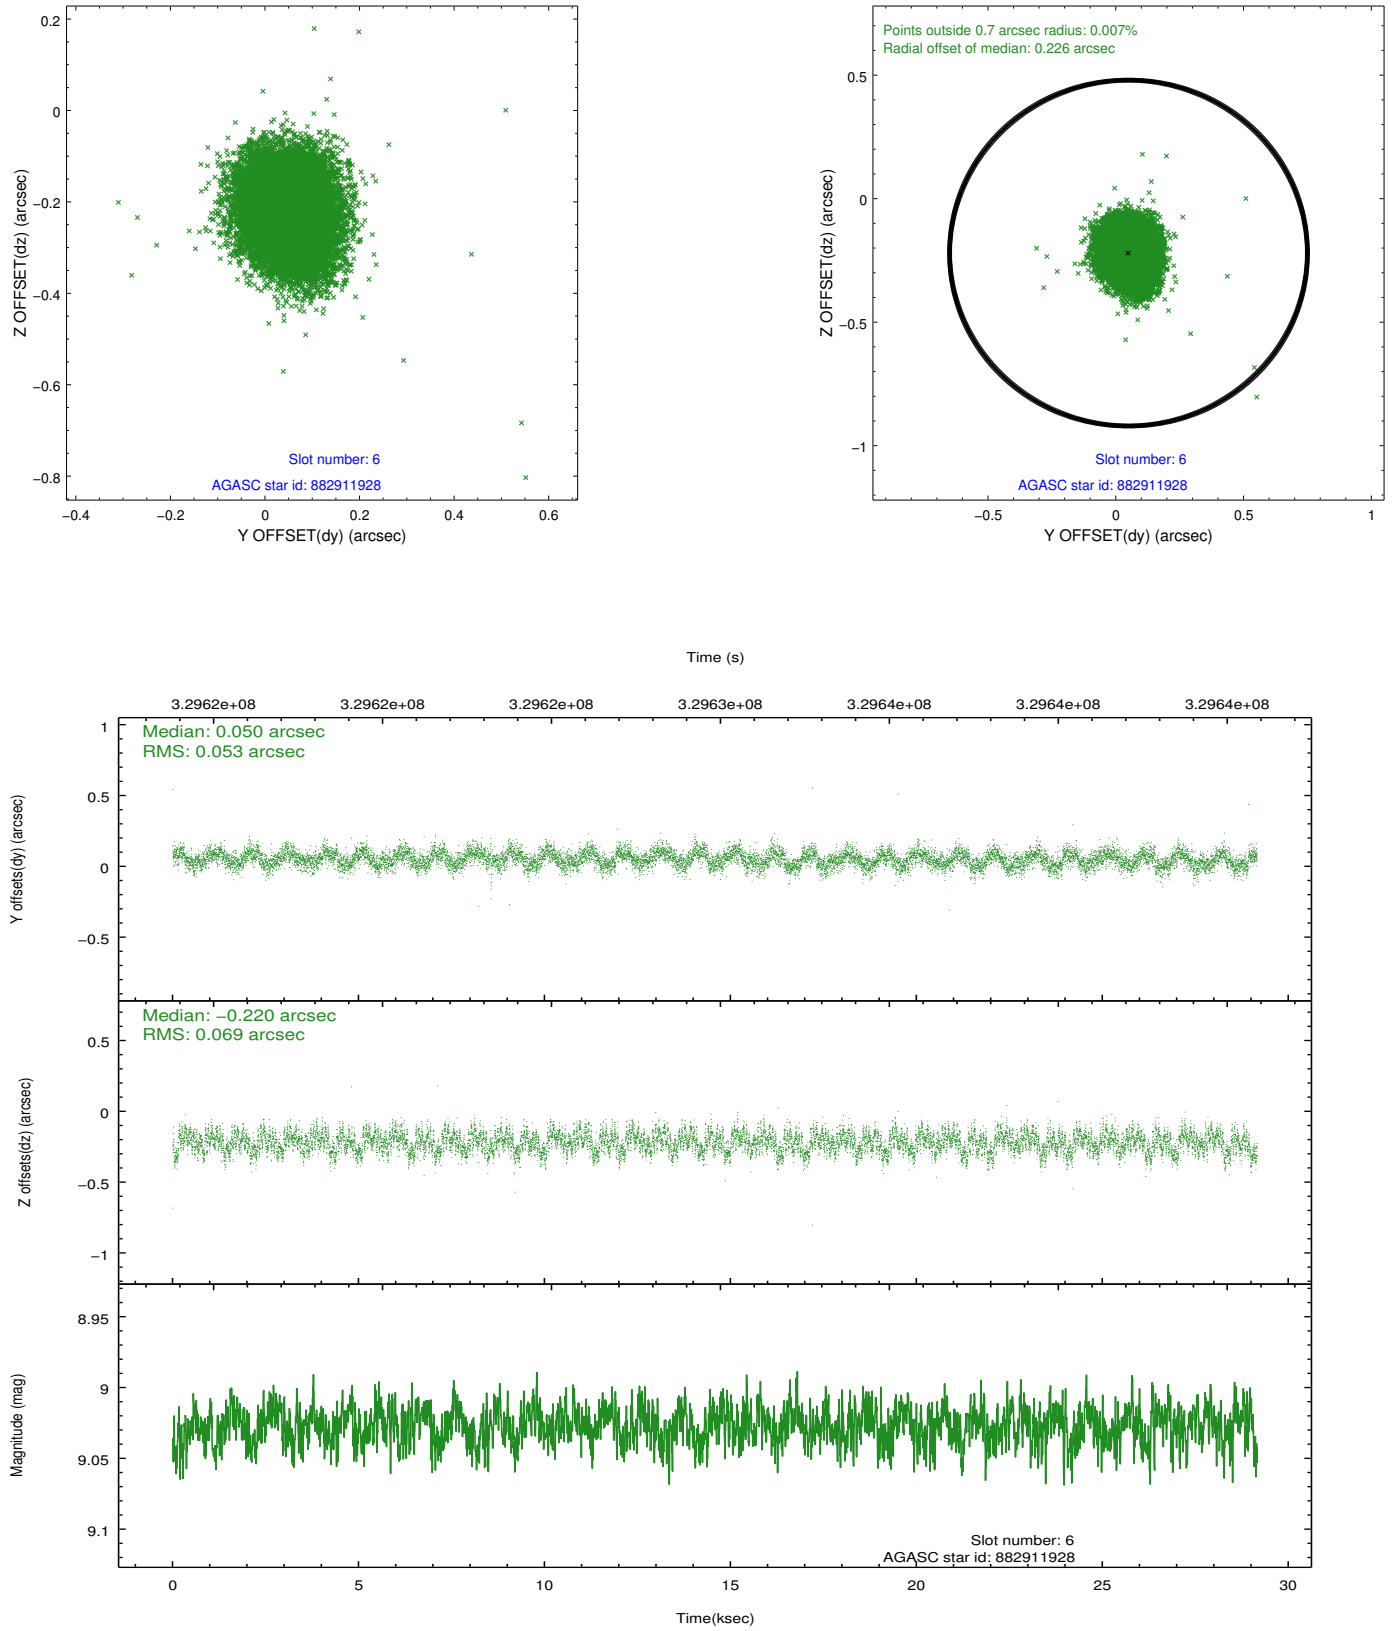 0.2
0
−0.2
−0.4
−0.6
−0.8
Z OFFSET(dz) (arcsec)
Slot number: 6
AGASC star id: 882911928
−0.4 −0.2 0 0.2 0.4 0.6
Y OFFSET(dy) (arcsec)
Points outside 0.7 arcsec radius: 0.007%
Radial offset of median: 0.226 arcsec
0.5
0
−0.5
−1
Z OFFSET(dz) (arcsec)
Slot number: 6
AGASC star id: 882911928
−0.5 0 0.5 1
Y OFFSET(dy) (arcsec)
Time (s)
3.2962e+08 3.2962e+08 3.2962e+08 3.2963e+08 3.2964e+08 3.2964e+08 3.2964e+08
Median: 0.050 arcsec
RMS: 0.053 arcsec
1
0.5
0
−0.5
Y offsets(dy) (arcsec)
Median: −0.220 arcsec
RMS: 0.069 arcsec
0.5
0
−0.5
−1
Z offsets(dz) (arcsec)
8.95
9
9.05
9.1
Magnitude (mag)
Slot number: 6
AGASC star id: 882911928
0 5 10 15 20 25 30
Time(ksec)